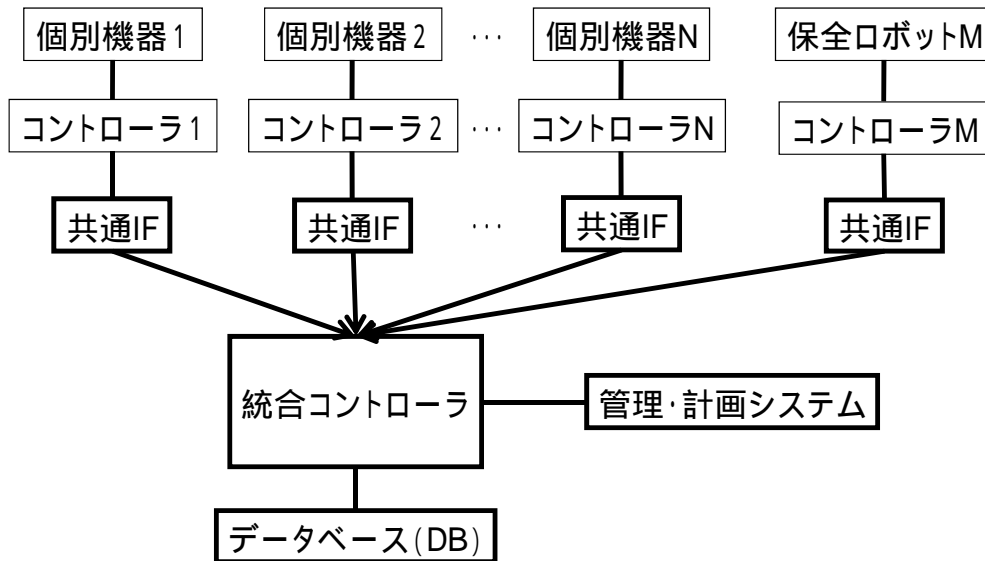 個別機器1 個別機器2 ... 個別機器N 保全ロボットM
コントローラ1 コントローラ2 ... コントローラN コントローラM
共通IF 共通IF ... 共通IF 共通IF
統合コントローラ 管理・計画システム
データベース(DB)